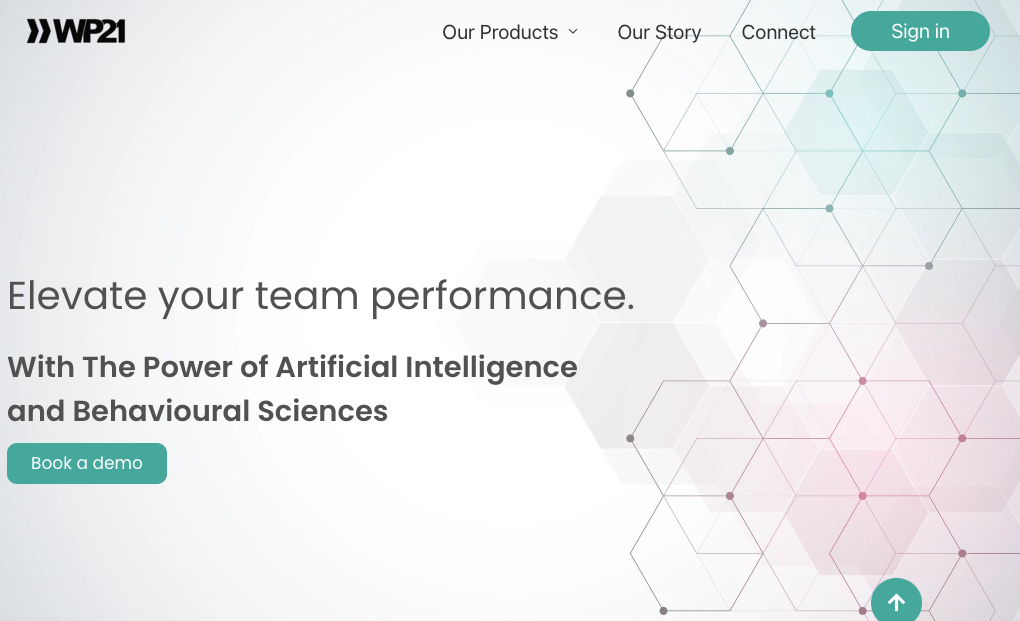 WP21
Our Products
Our Story
Connect
Sign in
Elevate your team performance.
With The Power of Artificial Intelligence
and Behavioural Sciences
Book a demo